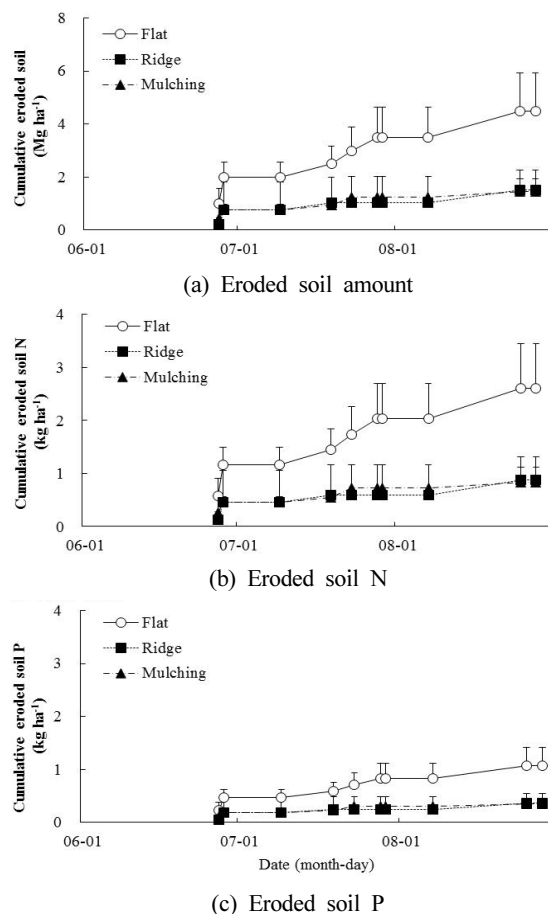 8
6
4
2
0
Cumulative eroded soil
(Mg ha-1)
Flat
Ridge
Mulching
06-01
07-01
08-01
(a) Eroded soil amount
4
3
2
1
0
Cumulative eroded soil N
(kg ha-1)
Flat
Ridge
Mulching
06-01
07-01
08-01
(b) Eroded soil N
4
3
2
1
0
Cumulative eroded soil P
(kg ha-1)
Flat
Ridge
Mulching
06-01
07-01
08-01
Date (month-day)
(c) Eroded soil P